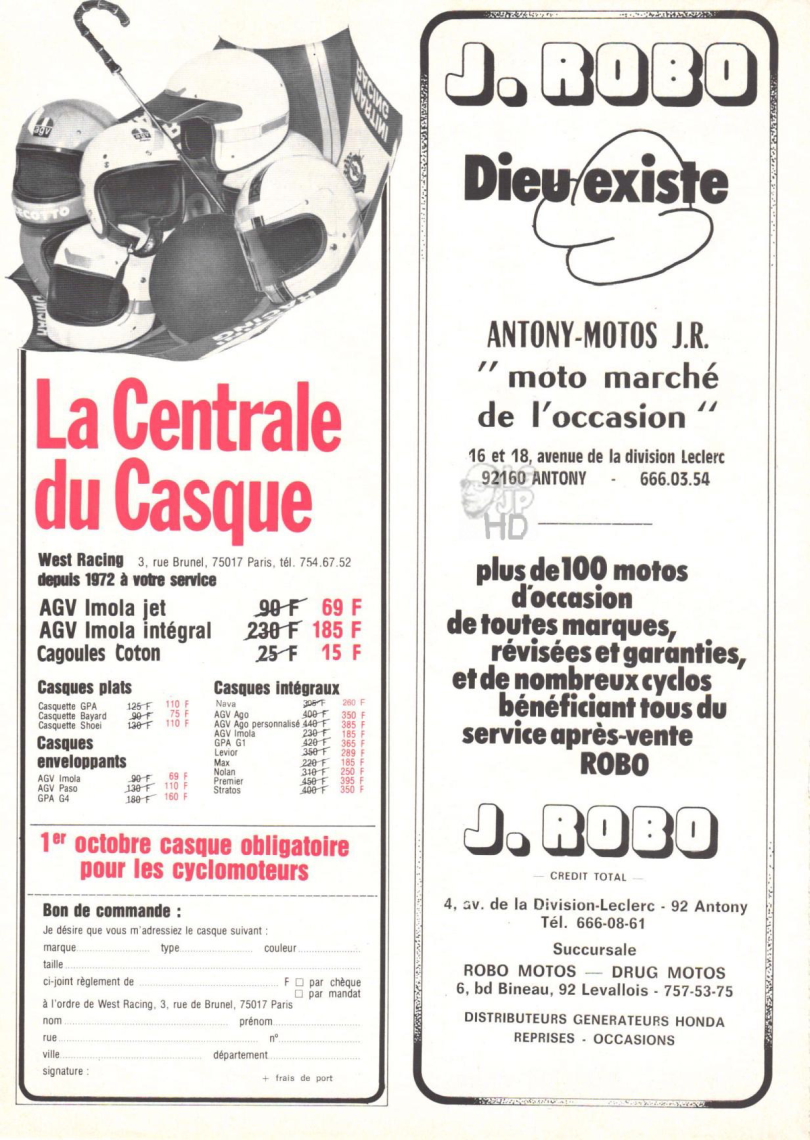 AGV
MARTINI
RACING
CECOTTO
MARTINI
RACING
La Centrale
du Casque
West Racing 3, rue Brunel, 75017 Paris, tél. 754.67.52
depuis 1972 à votre service
AGV Imola jet 90 F 69 F
AGV Imola intégral 230 F 185 F
Cagoules Coton 25 F 15 F
Casques plats
Casquette GPA 125 F 110 F
Casquette Bayard 90 F 75 F
Casquette Shoei 130 F 110 F
Casques
enveloppants
AGV Imola 90 F 69 F
AGV Paso 130 F 110 F
GPA G4 180 F 160 F
Casques intégraux
Nava 305 F 260 F
AGV Ago 400 F 350 F
AGV Ago personnalisé 440 F 385 F
AGV Imola 230 F 185 F
GPA G1 420 F 365 F
Levior 350 F 289 F
Max 220 F 185 F
Nolan 310 F 250 F
Premier 450 F 395 F
Stratos 400 F 350 F
1er octobre casque obligatoire
pour les cyclomoteurs
Bon de commande :
Je désire que vous m'adressiez le casque suivant :
marque type couleur
taille
ci-joint règlement de F □ par chèque
□ par mandat
à l'ordre de West Racing, 3, rue de Brunel, 75017 Paris
nom prénom
rue n°
ville département
signature :
+ frais de port
J. ROBO
Dieu existe
ANTONY-MOTOS J.R.
" moto marché
de l'occasion "
16 et 18, avenue de la division Leclerc
92160 ANTONY - 666.03.54
JP
HD
plus de 100 motos
d'occasion
de toutes marques,
révisées et garanties,
et de nombreux cyclos
bénéficiant tous du
service après-vente
ROBO
J. ROBO
— CREDIT TOTAL —
4, av. de la Division-Leclerc - 92 Antony
Tél. 666-08-61
Succursale
ROBO MOTOS — DRUG MOTOS
6, bd Bineau, 92 Levallois - 757-53-75
DISTRIBUTEURS GENERATEURS HONDA
REPRISES - OCCASIONS